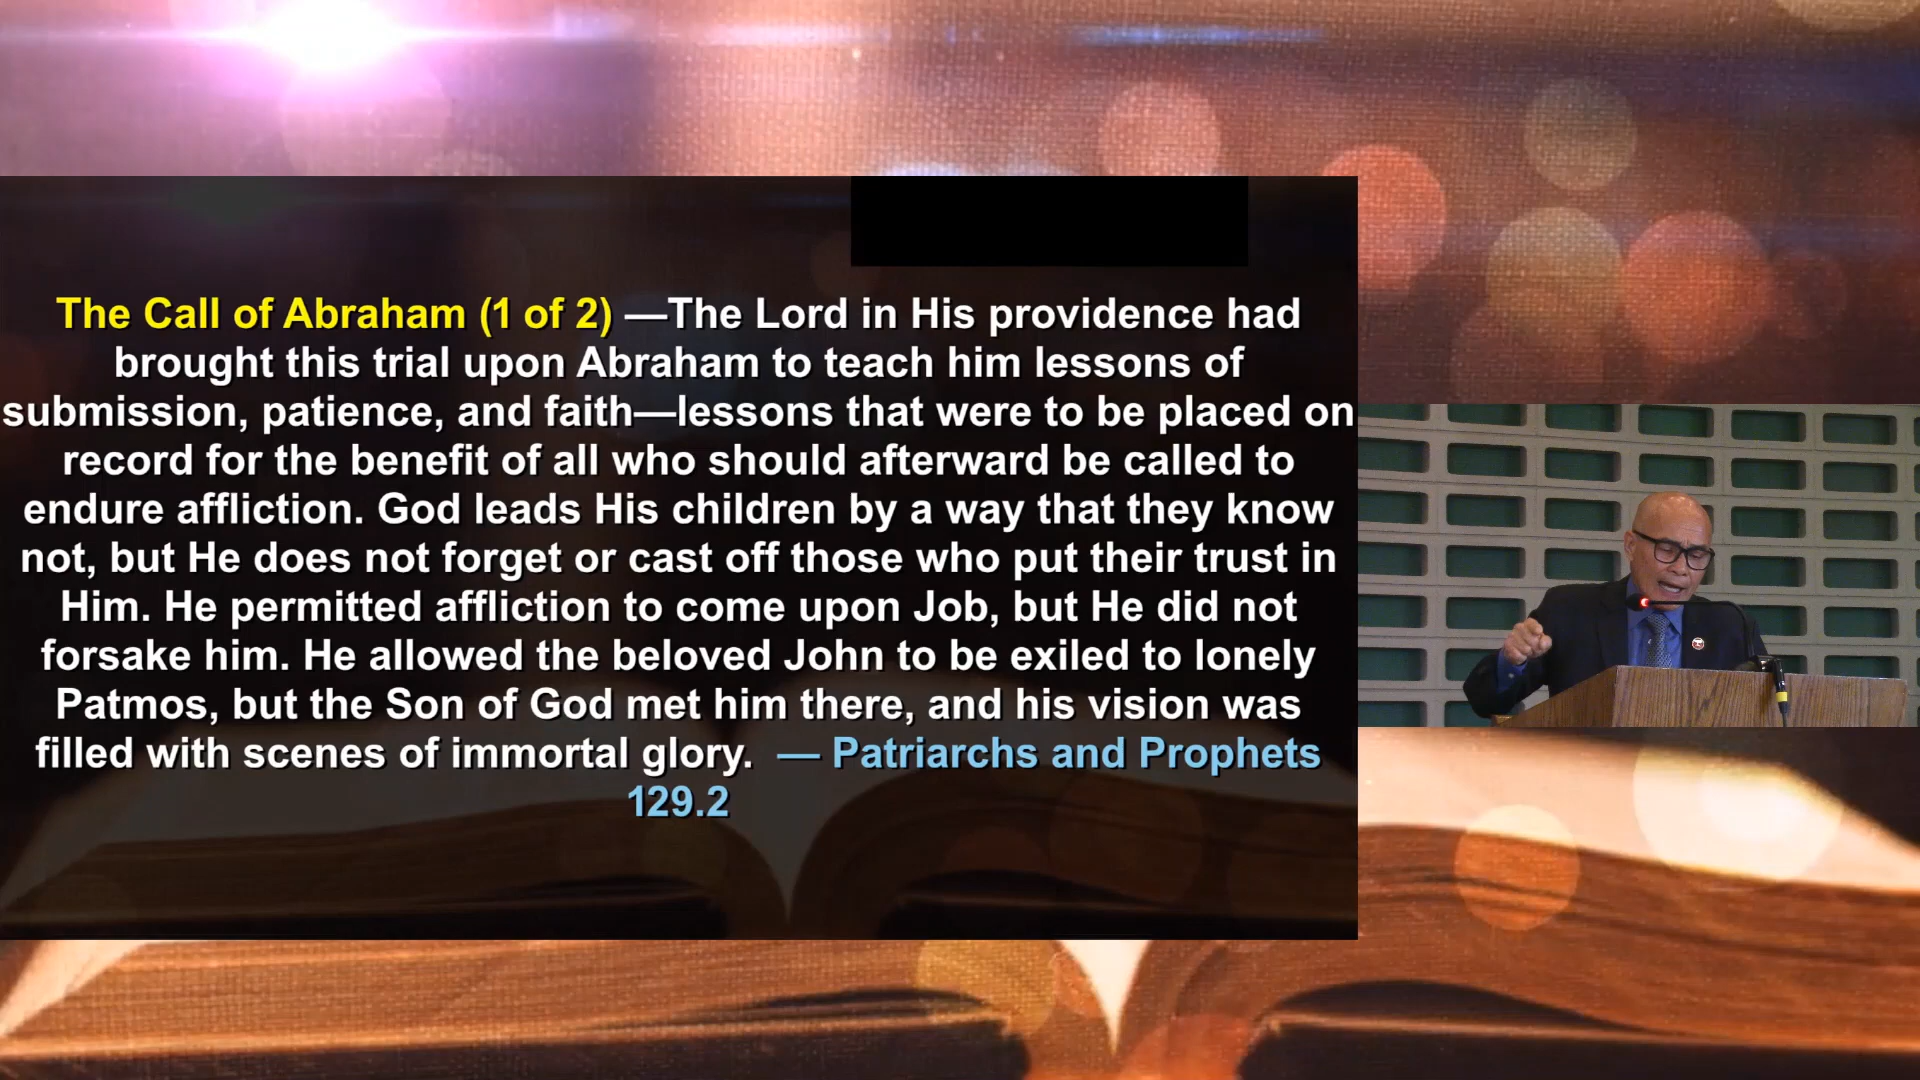 The Call of Abraham (1 of 2) —The Lord in His providence had
brought this trial upon Abraham to teach him lessons of
submission, patience, and faith—lessons that were to be placed on
record for the benefit of all who should afterward be called to
endure affliction. God leads His children by a way that they know
not, but He does not forget or cast off those who put their trust in
Him. He permitted affliction to come upon Job, but He did not
forsake him. He allowed the beloved John to be exiled to lonely
Patmos, but the Son of God met him there, and his vision was
filled with scenes of immortal glory.  — Patriarchs and Prophets
129.2